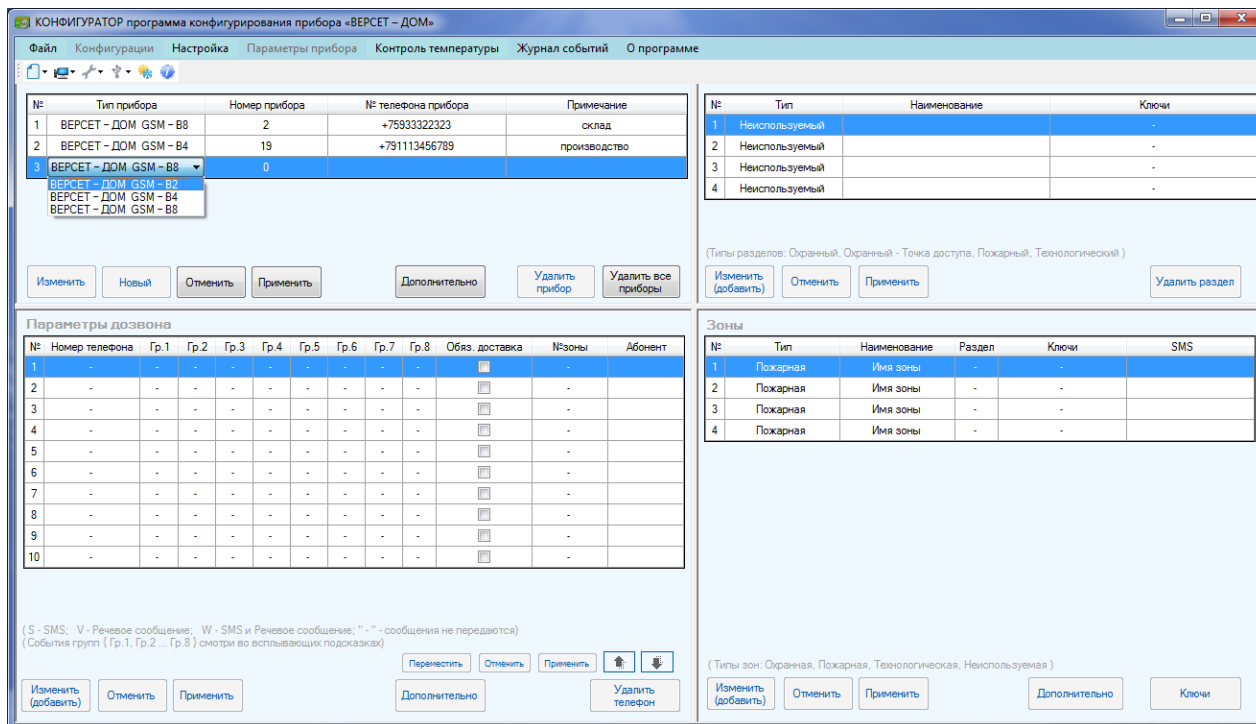 КОНФИГУРАТОР программа конфигурирования прибора «ВЕРСЕТ – ДОМ»
Файл Конфигурации Настройка Параметры прибора Контроль температуры Журнал событий О программе
№ Тип прибора Номер прибора № телефона прибора Примечание
1 ВЕРСЕТ – ДОМ GSM – B8 2 +75933322323 склад
2 ВЕРСЕТ – ДОМ GSM – B4 19 +791113456789 производство
3 ВЕРСЕТ – ДОМ GSM – B8 0
ВЕРСЕТ – ДОМ GSM – B2
ВЕРСЕТ – ДОМ GSM – B4
ВЕРСЕТ – ДОМ GSM – B8
Изменить Новый Отменить Применить Дополнительно Удалить прибор Удалить все приборы
№ Тип Наименование Ключи
1 Неиспользуемый -
2 Неиспользуемый -
3 Неиспользуемый -
4 Неиспользуемый -
(Типы разделов: Охранный, Охранный - Точка доступа, Пожарный, Технологический )
Изменить (добавить) Отменить Применить Удалить раздел
Параметры дозвона
№ Номер телефона Гр.1 Гр.2 Гр.3 Гр.4 Гр.5 Гр.6 Гр.7 Гр.8 Обяз. доставка №зоны Абонент
1 - - - - - - - - - -
2 - - - - - - - - - -
3 - - - - - - - - - -
4 - - - - - - - - - -
5 - - - - - - - - - -
6 - - - - - - - - - -
7 - - - - - - - - - -
8 - - - - - - - - - -
9 - - - - - - - - - -
10 - - - - - - - - - -
( S - SMS; V - Речевое сообщение; W - SMS и Речевое сообщение; " - " - сообщения не передаются)
(События групп { Гр.1, Гр.2 ... Гр.8 } смотри во всплывающих подсказках)
Переместить Отменить Применить
Изменить (добавить) Отменить Применить Дополнительно Удалить телефон
Зоны
№ Тип Наименование Раздел Ключи SMS
1 Пожарная Имя зоны - -
2 Пожарная Имя зоны - -
3 Пожарная Имя зоны - -
4 Пожарная Имя зоны - -
( Типы зон: Охранная, Пожарная, Технологическая, Неиспользуемая )
Изменить (добавить) Отменить Применить Дополнительно Ключи